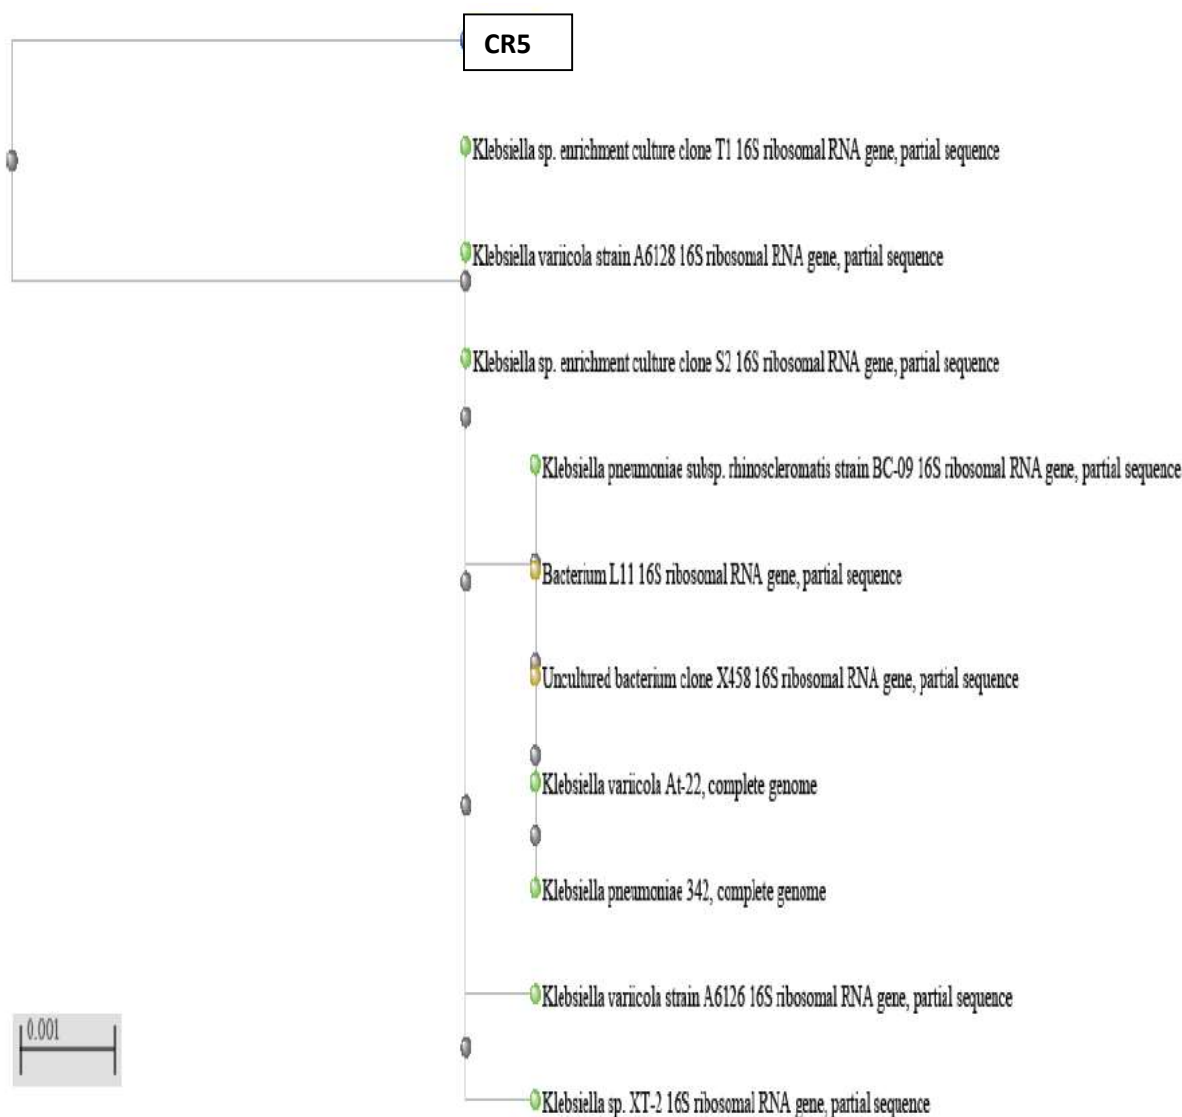 CR5
Klebsiella sp. enrichment culture clone T1 16S ribosomal RNA gene, partial sequence
Klebsiella variicola strain A6128 16S ribosomal RNA gene, partial sequence
Klebsiella sp. enrichment culture clone S2 16S ribosomal RNA gene, partial sequence
Klebsiella pneumoniae subsp. rhinoscleromatis strain BC-09 16S ribosomal RNA gene, partial sequence
Bacterium L11 16S ribosomal RNA gene, partial sequence
Uncultured bacterium clone X458 16S ribosomal RNA gene, partial sequence
Klebsiella variicola At-22, complete genome
Klebsiella pneumoniae 342, complete genome
Klebsiella variicola strain A6126 16S ribosomal RNA gene, partial sequence
0.001
Klebsiella sp. XT-2 16S ribosomal RNA gene, partial sequence